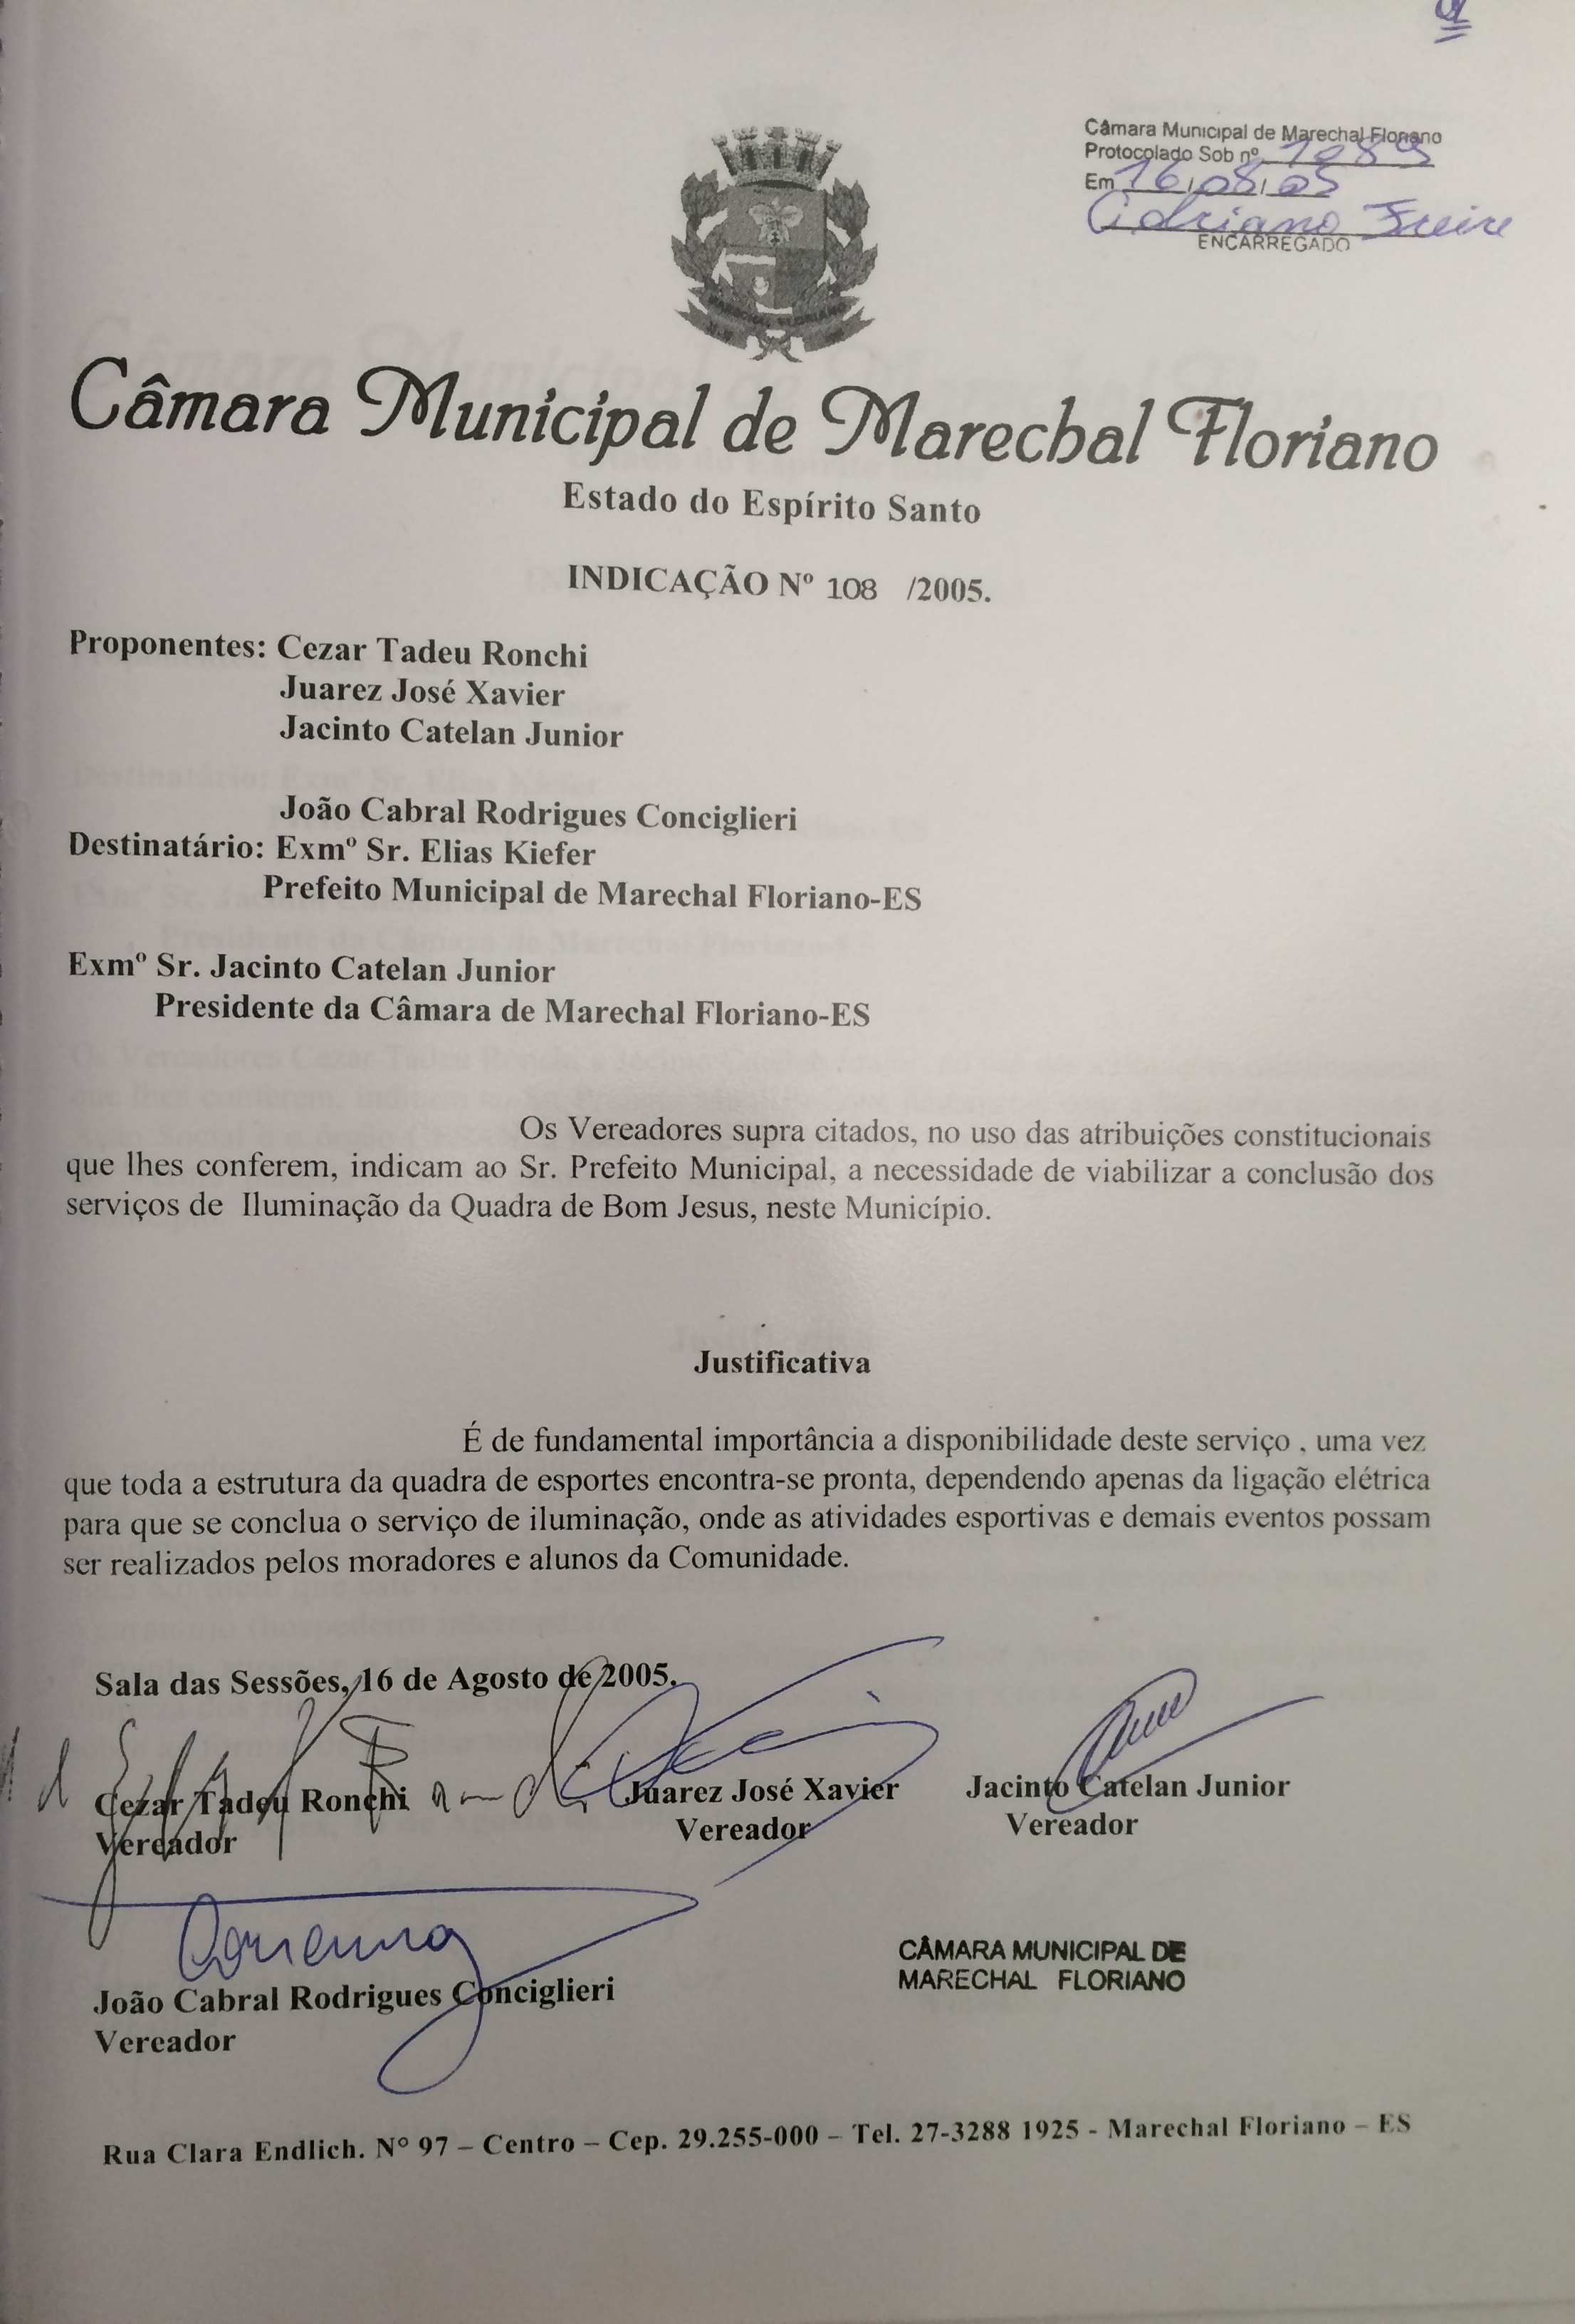 Câmara Municipal de Marechal Floriano
Protocolado Sob nº 1089
Em 16/08/05
Adriano Freire
ENCARREGADO
MARECHAL FLORIANO
Câmara Municipal de Marechal Floriano
Estado do Espírito Santo
INDICAÇÃO Nº 108 /2005.
Proponentes: Cezar Tadeu Ronchi
Juarez José Xavier
Jacinto Catelan Junior
João Cabral Rodrigues Conciglieri
Destinatário: Exmº Sr. Elias Kiefer
Prefeito Municipal de Marechal Floriano-ES
Exmº Sr. Jacinto Catelan Junior
Presidente da Câmara de Marechal Floriano-ES
Os Vereadores supra citados, no uso das atribuições constitucionais
que lhes conferem, indicam ao Sr. Prefeito Municipal, a necessidade de viabilizar a conclusão dos
serviços de Iluminação da Quadra de Bom Jesus, neste Município.
Justificativa
É de fundamental importância a disponibilidade deste serviço , uma vez
que toda a estrutura da quadra de esportes encontra-se pronta, dependendo apenas da ligação elétrica
para que se conclua o serviço de iluminação, onde as atividades esportivas e demais eventos possam
ser realizados pelos moradores e alunos da Comunidade.
Sala das Sessões, 16 de Agosto de 2005.
Cezar Tadeu Ronchi Juarez José Xavier Jacinto Catelan Junior
Vereador Vereador Vereador
João Cabral Rodrigues Conciglieri
Vereador
CÂMARA MUNICIPAL DE
MARECHAL FLORIANO
Rua Clara Endlich. Nº 97 – Centro – Cep. 29.255-000 – Tel. 27-3288 1925 - Marechal Floriano – ES